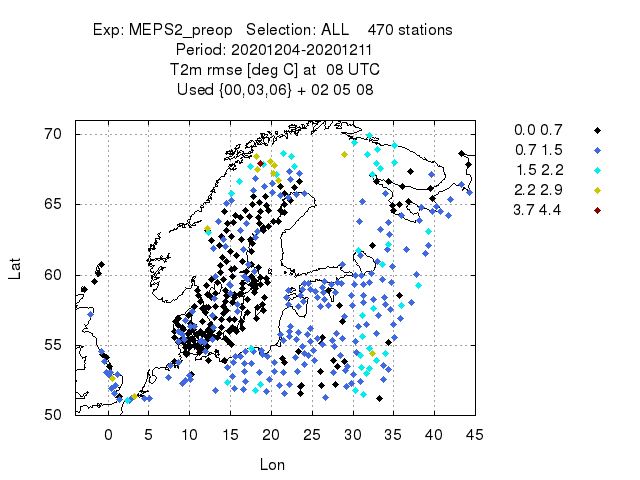 Exp: MEPS2_preop Selection: ALL 470 stations
Period: 20201204-20201211
T2m rmse [deg C] at 08 UTC
Used {00,03,06} + 02 05 08
0.0 0.7
0.7 1.5
1.5 2.2
2.2 2.9
3.7 4.4
70
65
60
55
50
Lat
0 5 10 15 20 25 30 35 40 45
Lon